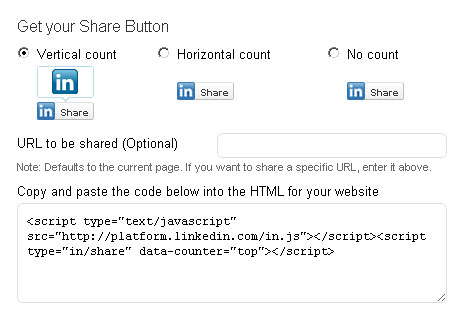 Get your Share Button
Vertical count Horizontal count No count
in
in Share in Share in Share
URL to be shared (Optional)
Note: Defaults to the current page. If you want to share a specific URL, enter it above.
Copy and paste the code below into the HTML for your website
<script type="text/javascript"
src="http://platform.linkedin.com/in.js"></script><script
type="in/share" data-counter="top"></script>